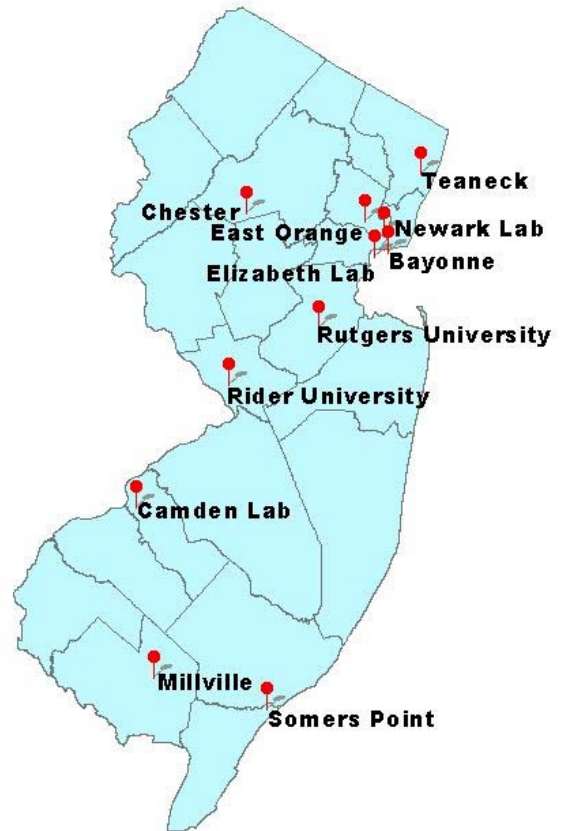 Teaneck
Chester
East Orange
Newark Lab
Bayonne
Elizabeth Lab
Rutgers University
Rider University
Camden Lab
Millville
Somers Point